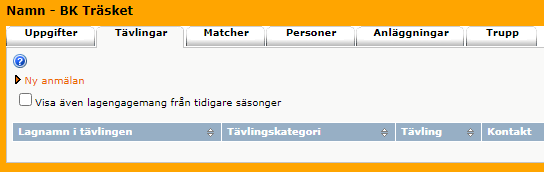 Namn - BK Träsket
Uppgifter Tävlingar Matcher Personer Anläggningar Trupp
?
Ny anmälan
Visa även lagengagemang från tidigare säsonger
Lagnamn i tävlingen Tävlingskategori Tävling Kontakt